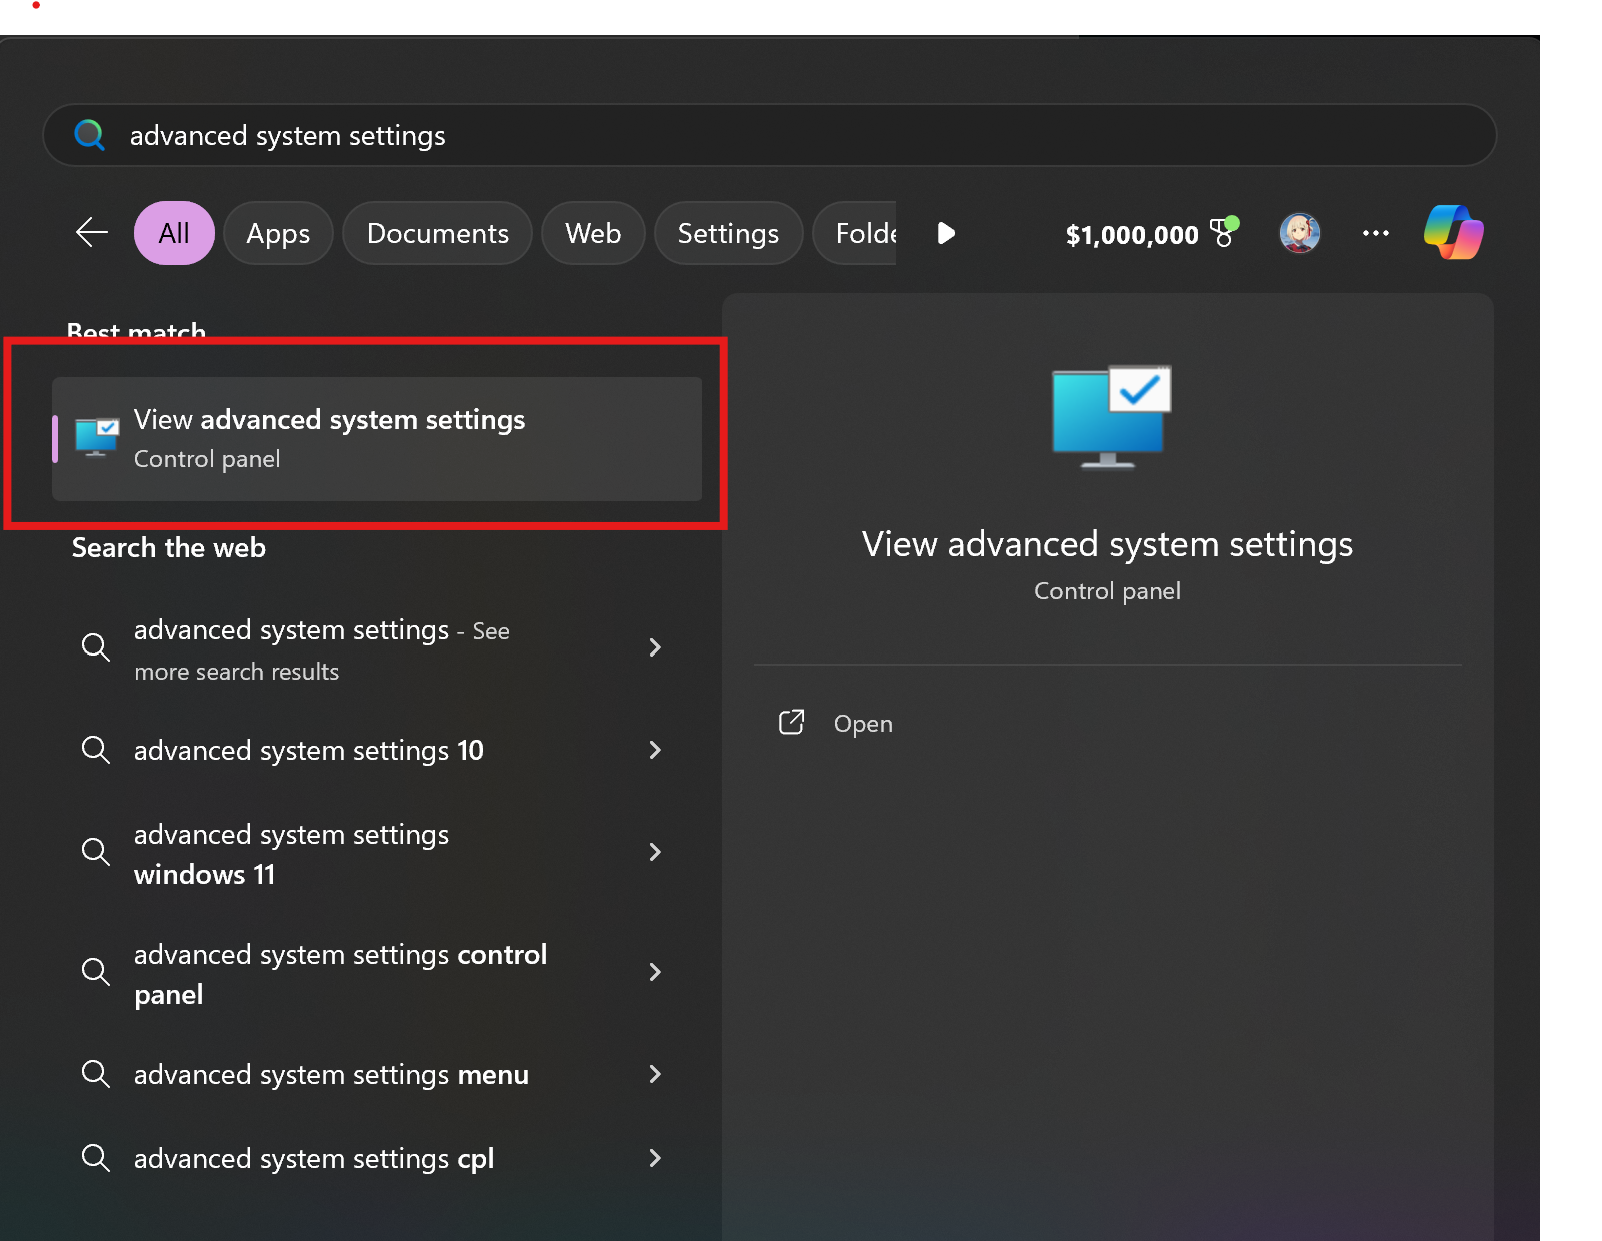 advanced system settings
All
Apps
Documents
Web
Settings
Folde
$1,000,000
Best match
View advanced system settings
Control panel
Search the web
advanced system settings - See
more search results
advanced system settings 10
advanced system settings
windows 11
advanced system settings control
panel
advanced system settings menu
advanced system settings cpl
View advanced system settings
Control panel
Open